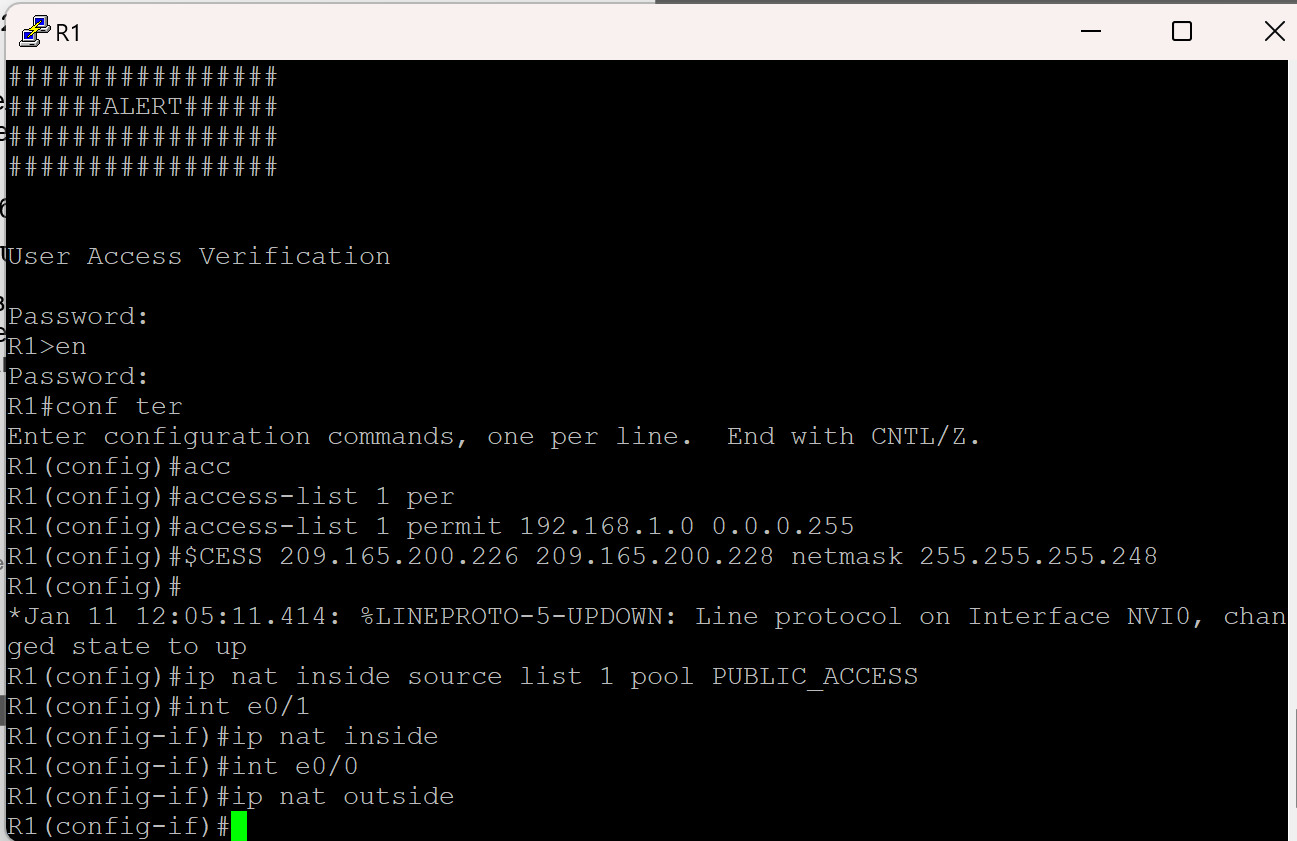 R1
#################
######ALERT######
#################
#################
User Access Verification
Password:
R1>en
Password:
R1#conf ter
Enter configuration commands, one per line.  End with CNTL/Z.
R1(config)#acc
R1(config)#access-list 1 per
R1(config)#access-list 1 permit 192.168.1.0 0.0.0.255
R1(config)#$CESS 209.165.200.226 209.165.200.228 netmask 255.255.255.248
R1(config)#
*Jan 11 12:05:11.414: %LINEPROTO-5-UPDOWN: Line protocol on Interface NVI0, chan
ged state to up
R1(config)#ip nat inside source list 1 pool PUBLIC_ACCESS
R1(config)#int e0/1
R1(config-if)#ip nat inside
R1(config-if)#int e0/0
R1(config-if)#ip nat outside
R1(config-if)#